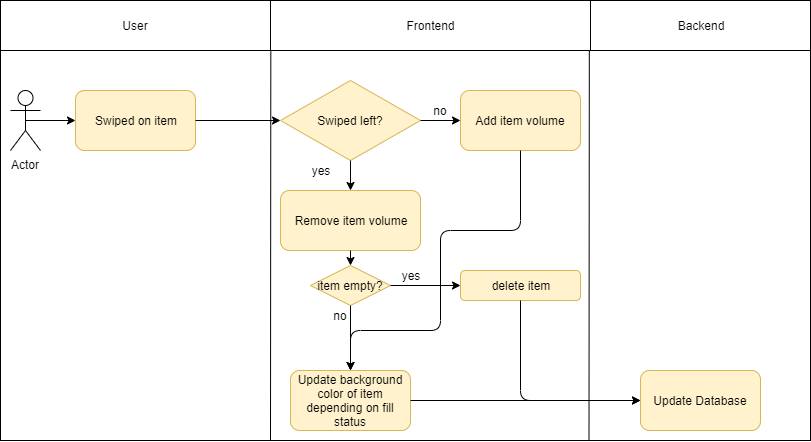 User
Frontend
Backend
Actor
Swiped on item
Swiped left?
no
Add item volume
yes
Remove item volume
item empty?
yes
delete item
no
Update background
color of item
depending on fill
status
Update Database